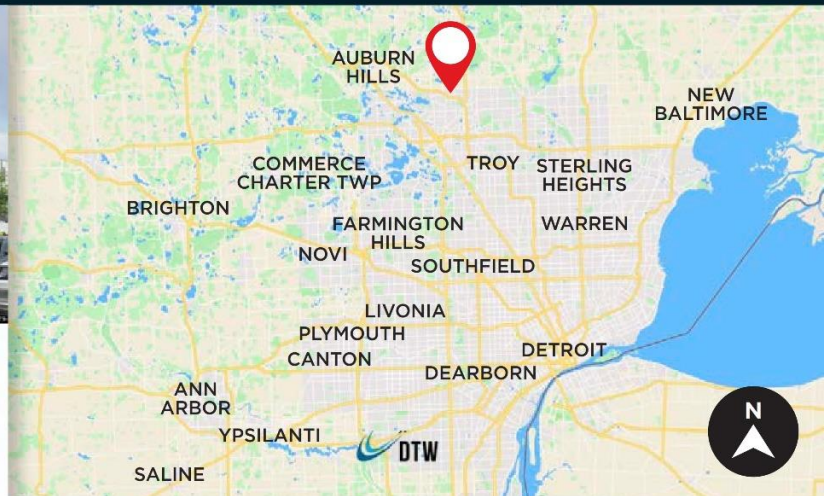 AUBURN
HILLS
NEW
BALTIMORE
COMMERCE
CHARTER TWP
TROY
STERLING
HEIGHTS
BRIGHTON
FARMINGTON
HILLS
WARREN
NOVI
SOUTHFIELD
LIVONIA
PLYMOUTH
CANTON
DETROIT
DEARBORN
ANN
ARBOR
YPSILANTI
DTW
SALINE
N